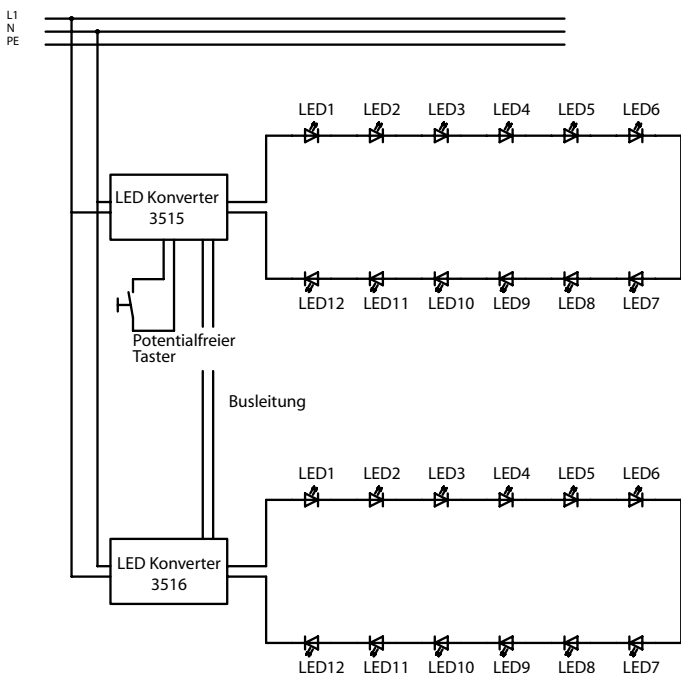 L1
N
PE
LED1 LED2 LED3 LED4 LED5 LED6
LED Konverter
3515
LED12 LED11 LED10 LED9 LED8 LED7
Potentialfreier
Taster
Busleitung
LED1 LED2 LED3 LED4 LED5 LED6
LED Konverter
3516
LED12 LED11 LED10 LED9 LED8 LED7